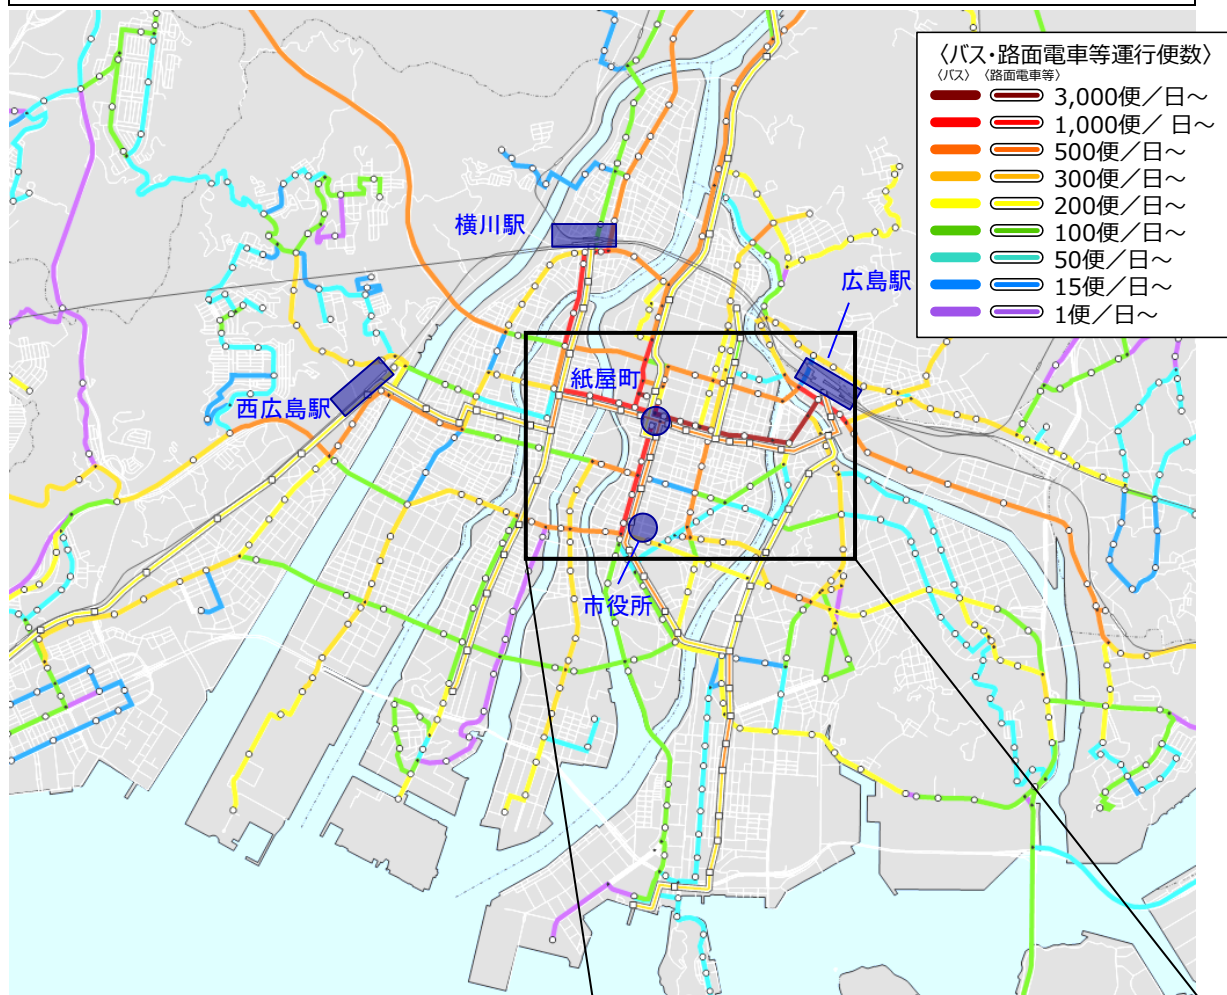 〈バス・路面電車等運行便数〉
〈バス〉〈路面電車等〉
3,000便／日～
1,000便／ 日～
500便／日～
300便／日～
200便／日～
100便／日～
50便／日～
15便／日～
1便／日～
横川駅
広島駅
紙屋町
西広島駅
市役所